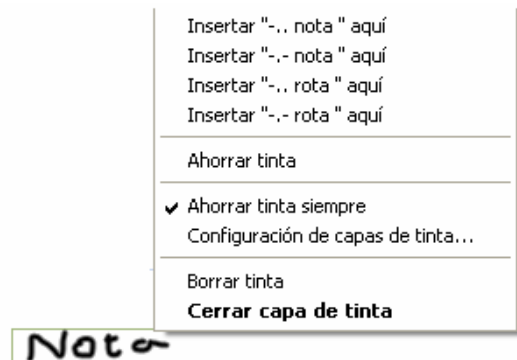 Insertar "-.. nota " aquí
Insertar "-.- nota " aquí
Insertar "-.. rota " aquí
Insertar "-.- rota " aquí
Ahorrar tinta
Ahorrar tinta siempre
Configuración de capas de tinta...
Borrar tinta
Cerrar capa de tinta
Nota